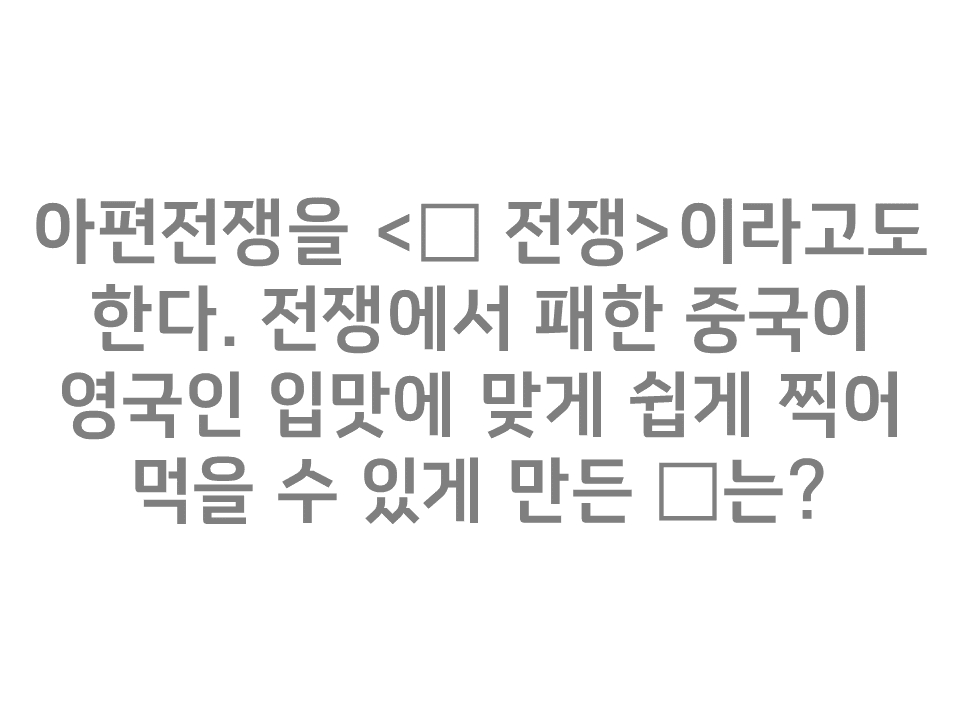 아편전쟁을 <□ 전쟁>이라고도
한다. 전쟁에서 패한 중국이
영국인 입맛에 맞게 쉽게 찍어
먹을 수 있게 만든 □는?